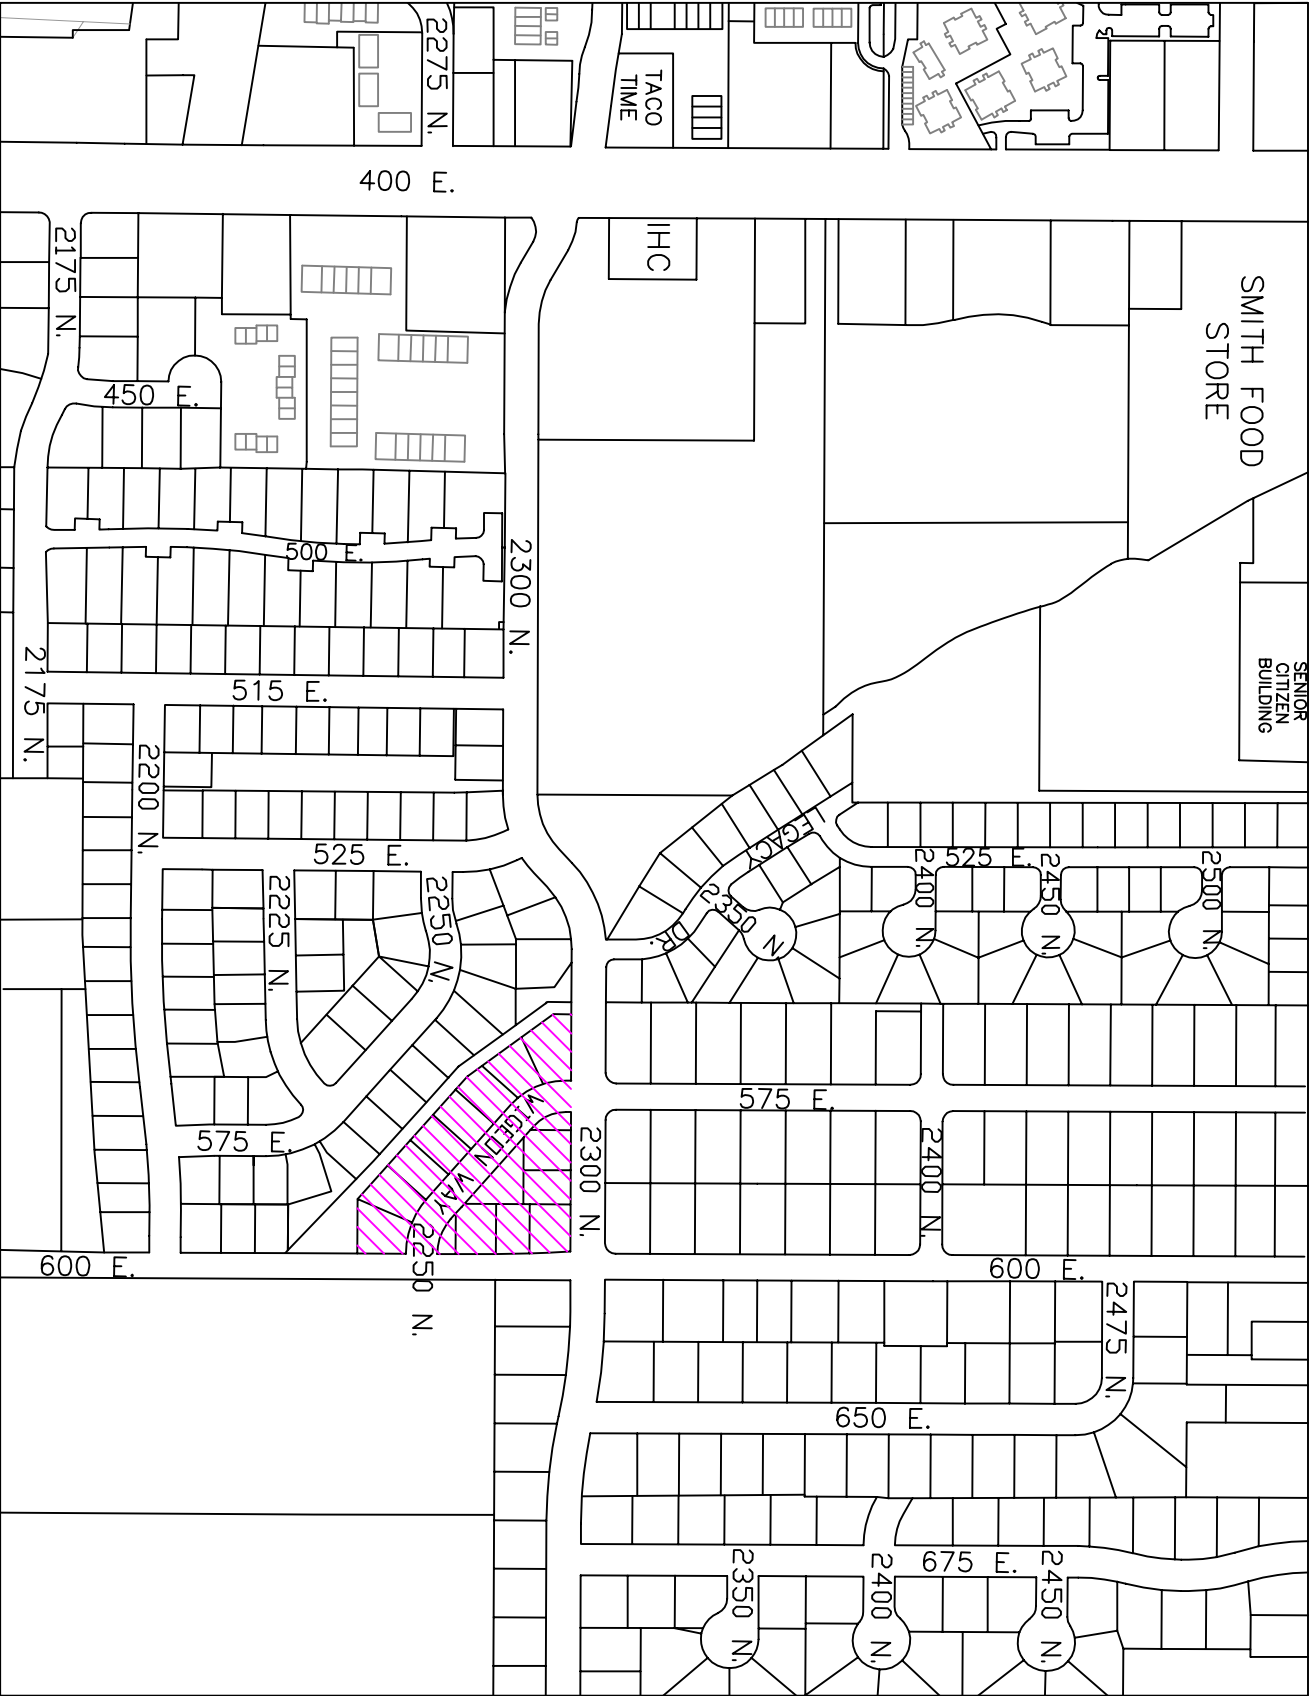 2275 N.
TACO
TIME
400 E.
2175 N.
IHC
SMITH FOOD
STORE
450 E.
500 E.
2300 N.
2175 N.
515 E.
SENIOR
CITIZEN
BUILDING
2200 N.
525 E.
LEGACY
DR.
2350 N
525 E.
2400 N.
2450 N.
2500 N.
2225 N.
2250 N.
575 E.
WIGEON WAY
575 E.
2300 N.
2400 N.
600 E.
2250 N.
600 E.
2475 N.
650 E.
675 E.
2350 N.
2400 N.
2450 N.